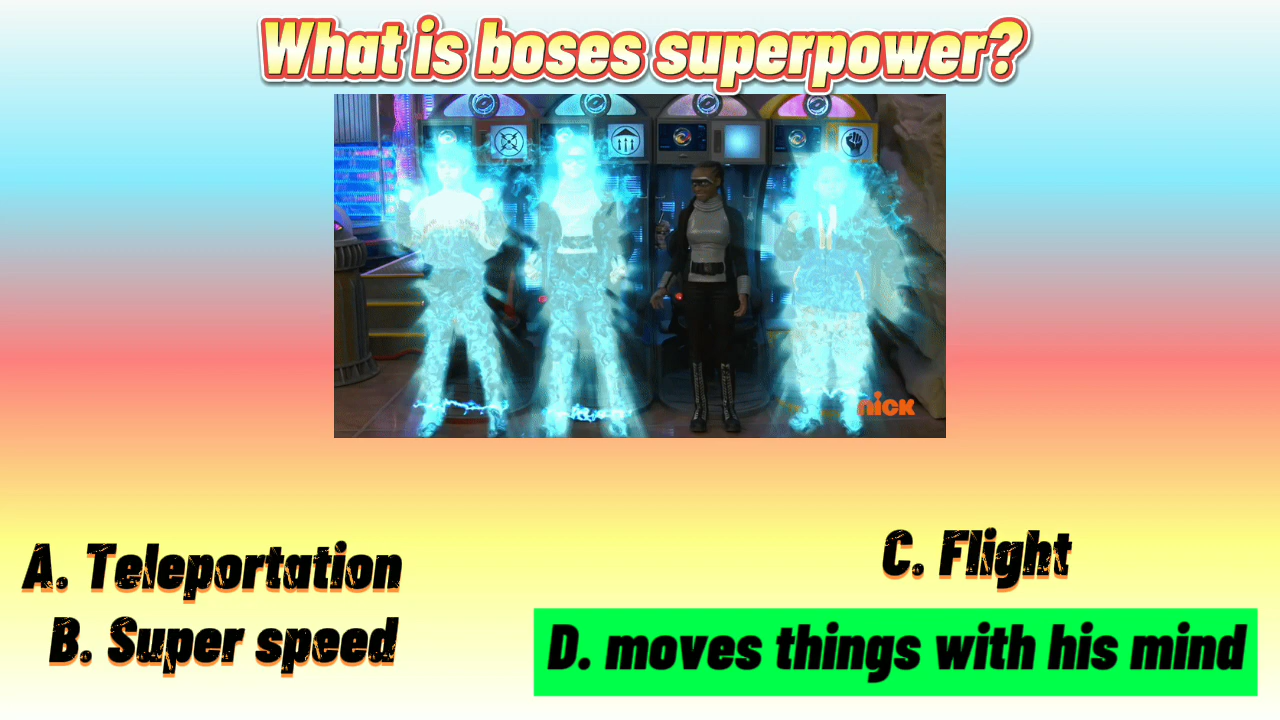 What is boses superpower?
nick
A. Teleportation
B. Super speed
C. Flight
D. moves things with his mind